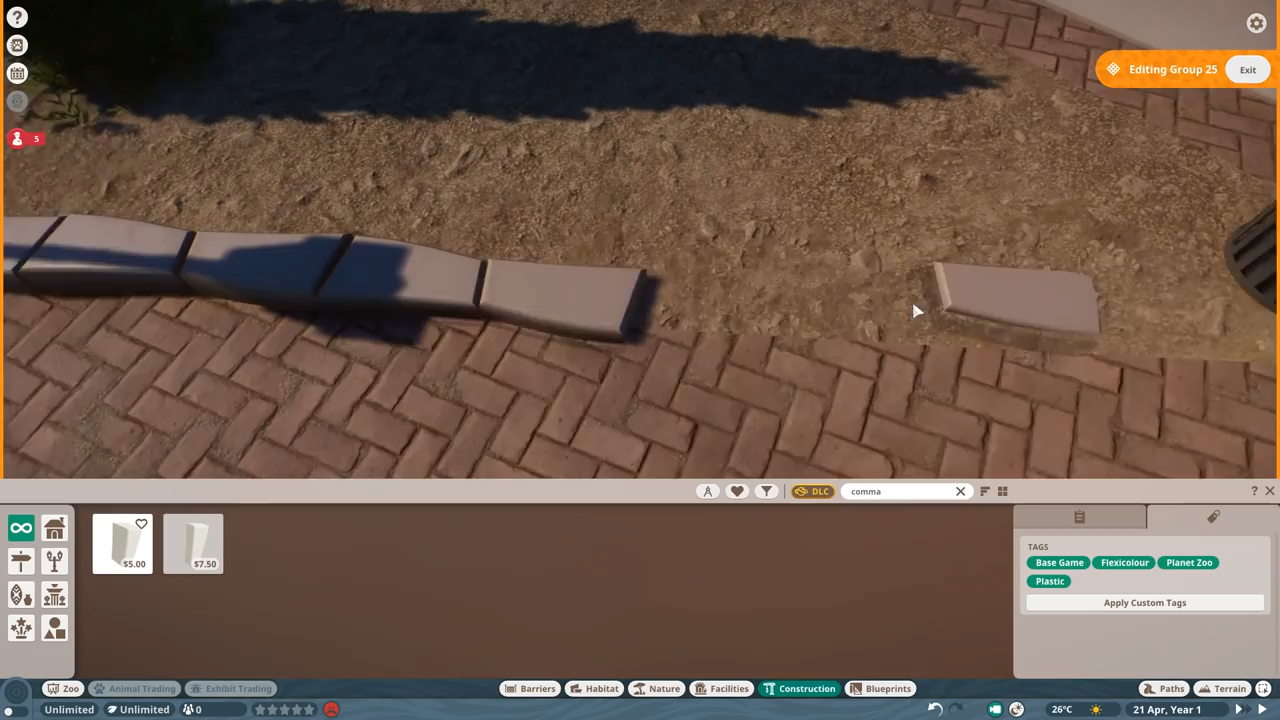 ?
Editing Group 25
Exit
5
DLC
comma
?
$5.00
$7.50
TAGS
Base Game
Flexicolour
Planet Zoo
Plastic
Apply Custom Tags
Zoo
Animal Trading
Exhibit Trading
Barriers
Habitat
Nature
Facilities
Construction
Blueprints
Paths
Terrain
Unlimited
Unlimited
0
26°C
21 Apr, Year 1